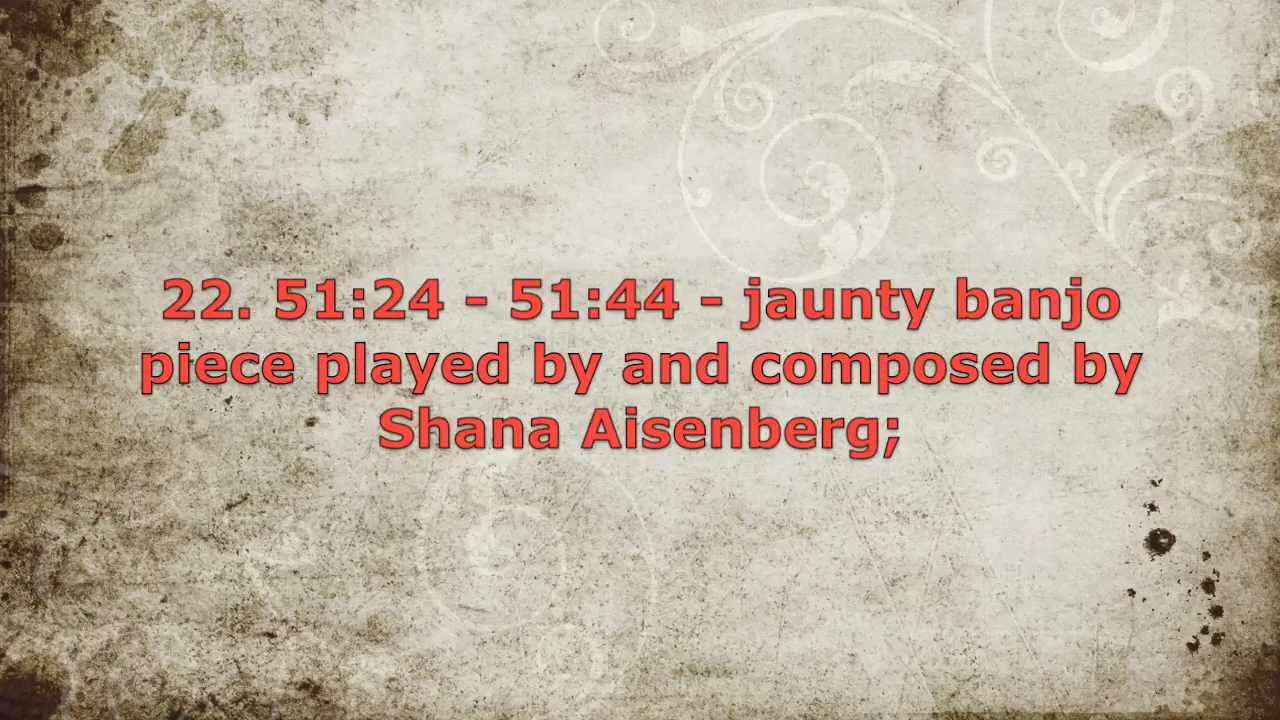 22. 51:24 - 51:44 - jaunty banjo
piece played by and composed by
Shana Aisenberg;